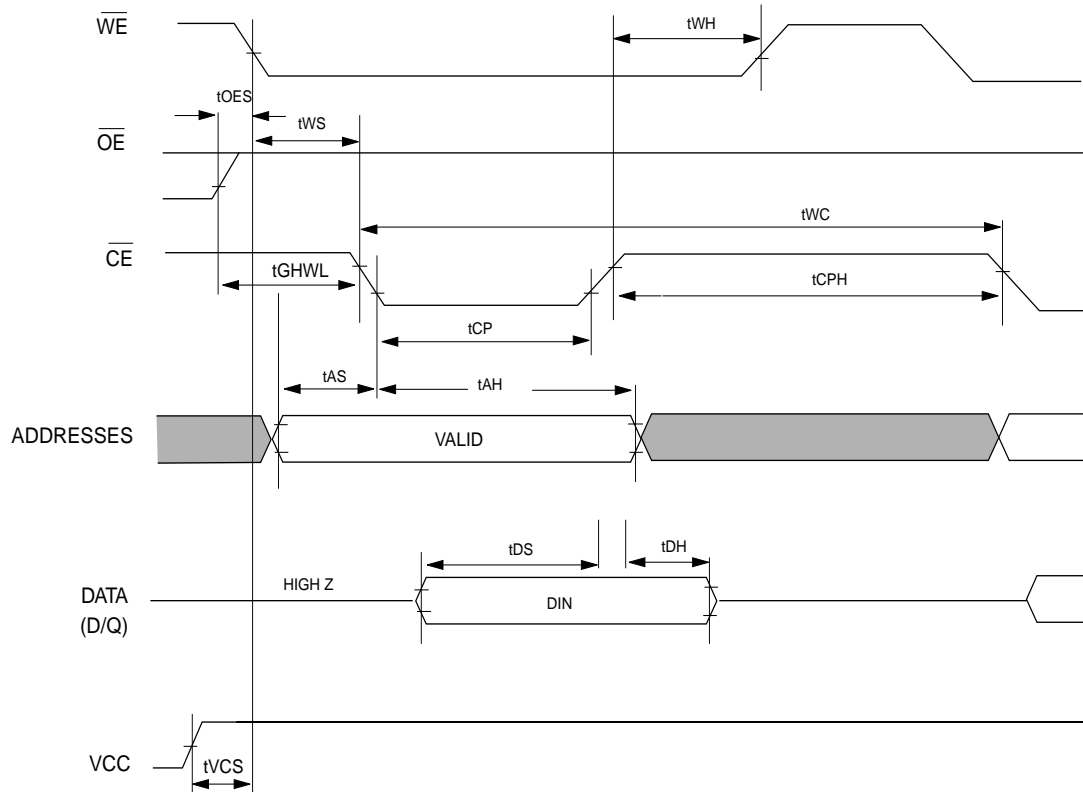 WE
tWH
tOES
tWS
OE
tWC
CE
tGHWL
tCPH
tCP
tAS
tAH
ADDRESSES
VALID
tDS
tDH
HIGH Z
DATA
(D/Q)
DIN
VCC
tVCS